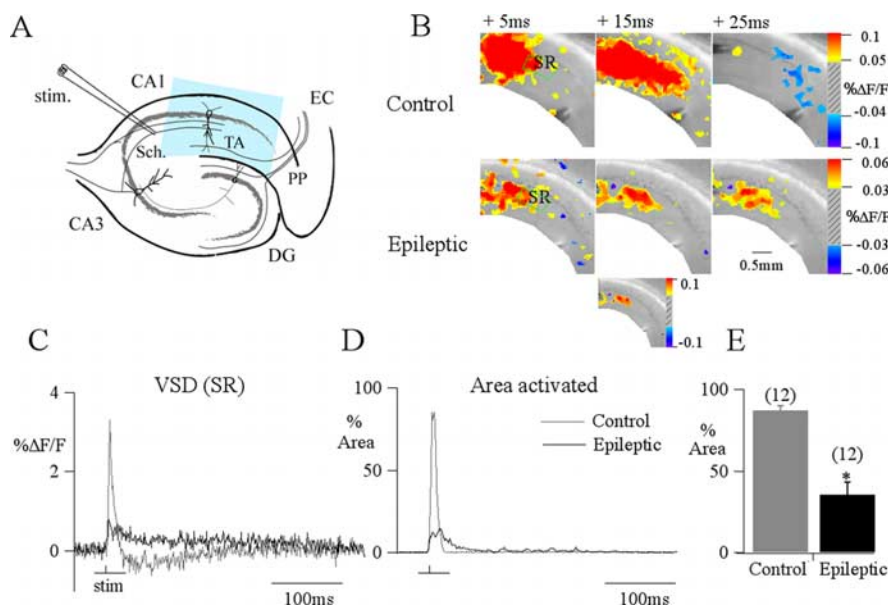 A
stim.
CA1
EC
Sch.
TA
PP
CA3
DG
B
+ 5ms
+ 15ms
+ 25ms
Control
SR
0.1
0.05
%ΔF/F
-0.04
-0.1
Epileptic
SR
0.06
0.03
%ΔF/F
-0.03
-0.06
0.5mm
0.1
-0.1
C
VSD (SR)
4
%ΔF/F
2
0
stim
100ms
D
Area activated
100
%
Area
50
0
Control
Epileptic
100ms
E
100
%
Area
50
0
(12)
(12)
*
Control
Epileptic